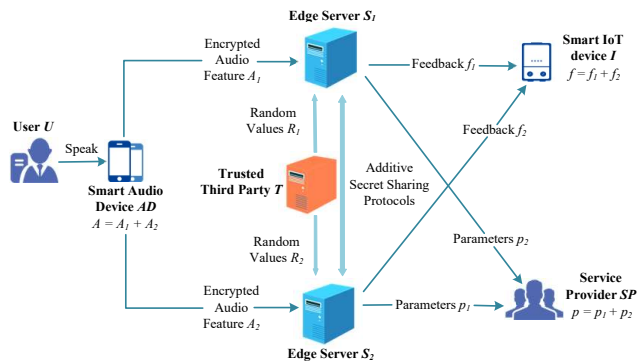 Edge Server S1
Encrypted
Audio
Feature A1
Feedback f1
Smart IoT
device I
f = f1 + f2
Random
Values R1
Feedback f2
User U
Speak
Smart Audio
Device AD
A = A1 + A2
Trusted
Third Party T
Additive
Secret Sharing
Protocols
Random
Values R2
Parameters p2
Encrypted
Audio
Feature A2
Parameters p1
Service
Provider SP
p = p1 + p2
Edge Server S2